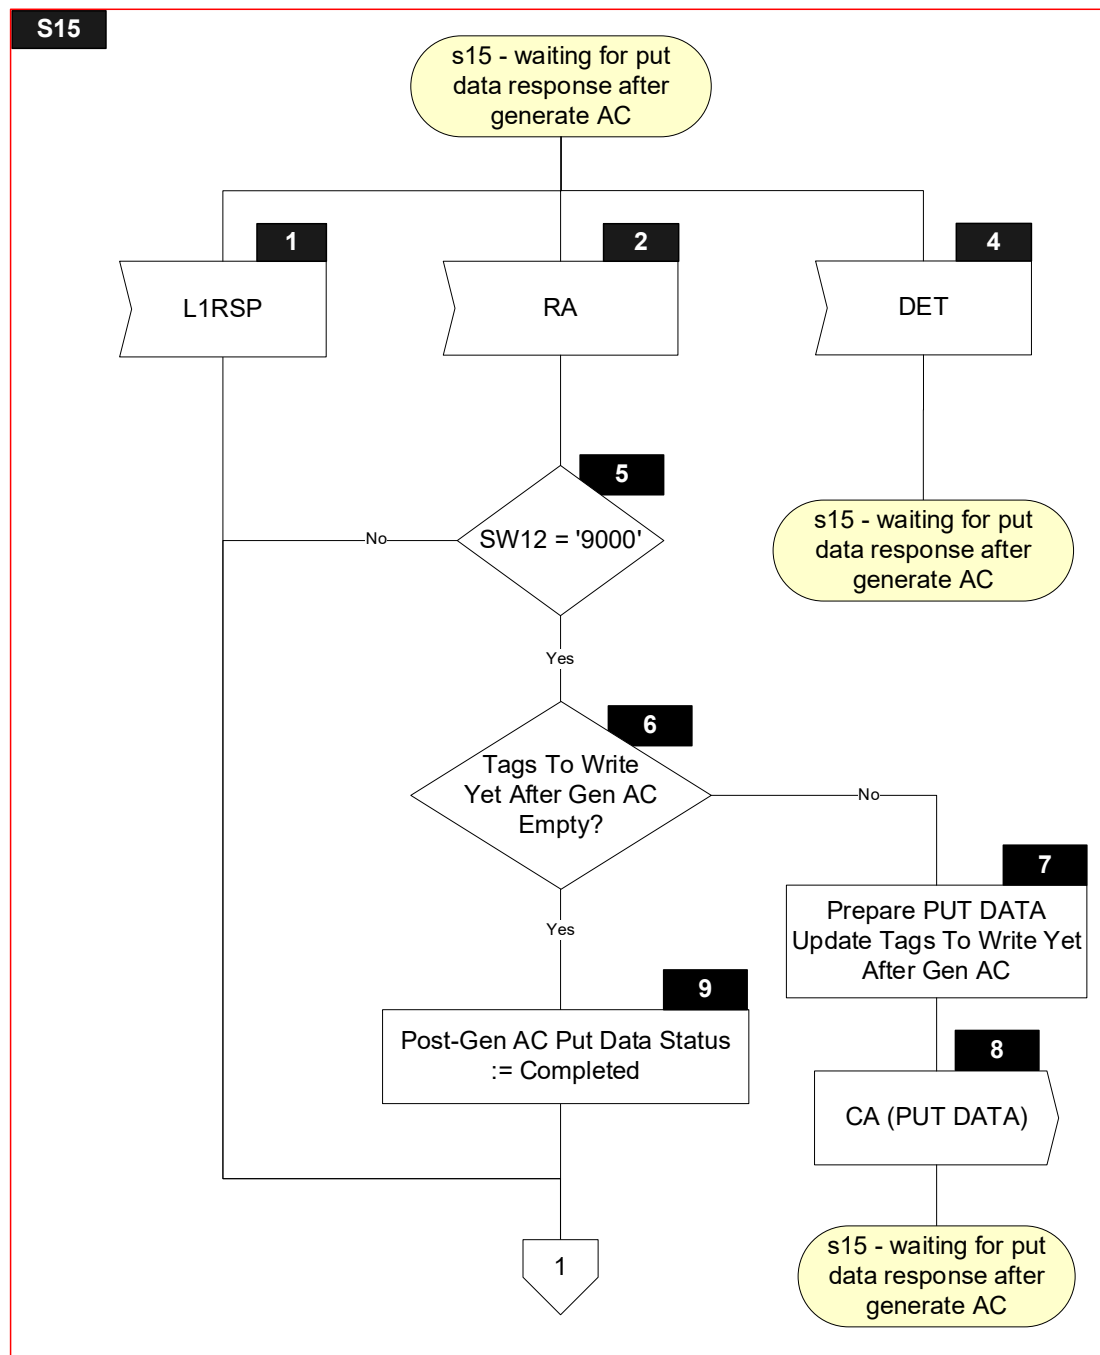 S15
s15 - waiting for put
data response after
generate AC
1
2
4
L1RSP
RA
DET
5
SW12 = '9000'
No
Yes
s15 - waiting for put
data response after
generate AC
6
Tags To Write
Yet After Gen AC
Empty?
No
Yes
7
Prepare PUT DATA
Update Tags To Write Yet
After Gen AC
9
Post-Gen AC Put Data Status
:= Completed
8
CA (PUT DATA)
s15 - waiting for put
data response after
generate AC
1